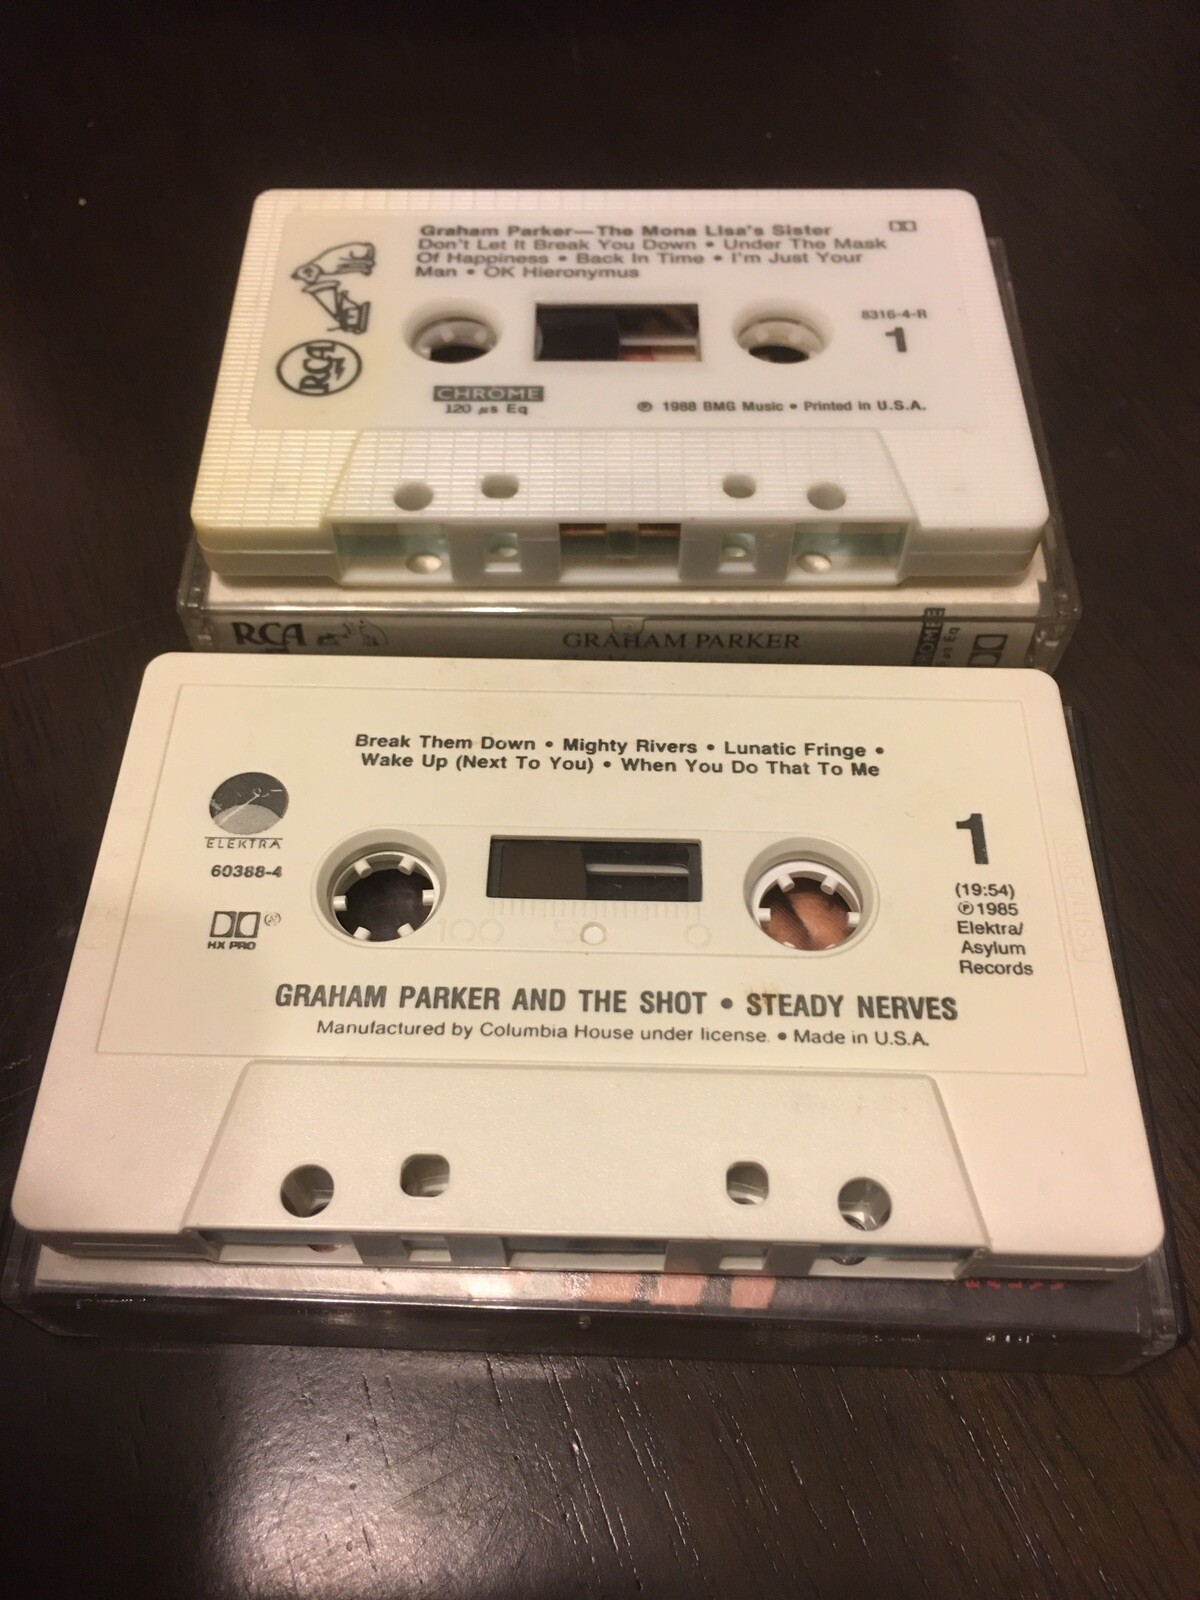 Graham Parker—The Mona Lisa's Sister
Don't Let It Break You Down • Under The Mask
Of Happiness • Back In Time • I'm Just Your
Man • OK Hieronymus
8316-4-R
1
RCA
CHROME
120 µs Eq
℗ 1988 BMG Music • Printed in U.S.A.
RCA
GRAHAM PARKER
Break Them Down • Mighty Rivers • Lunatic Fringe •
Wake Up (Next To You) • When You Do That To Me
ELEKTRA
60388-4
HX PRO
1
(19:54)
℗1985
Elektra/
Asylum
Records
100 50 0
GRAHAM PARKER AND THE SHOT • STEADY NERVES
Manufactured by Columbia House under license. • Made in U.S.A.